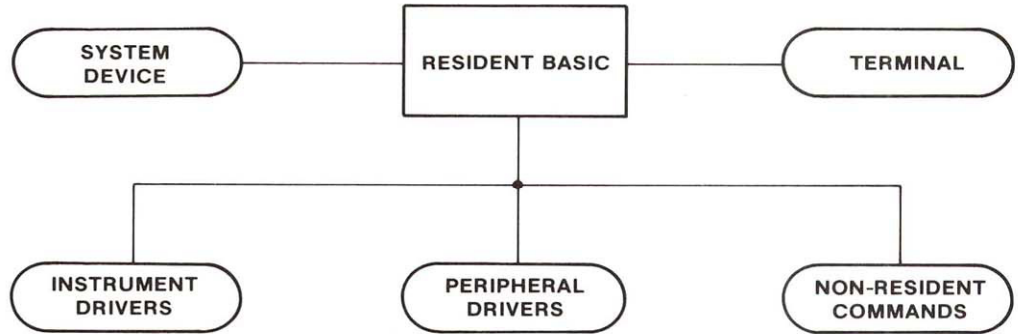 SYSTEM
DEVICE
RESIDENT BASIC
TERMINAL
INSTRUMENT
DRIVERS
PERIPHERAL
DRIVERS
NON-RESIDENT
COMMANDS